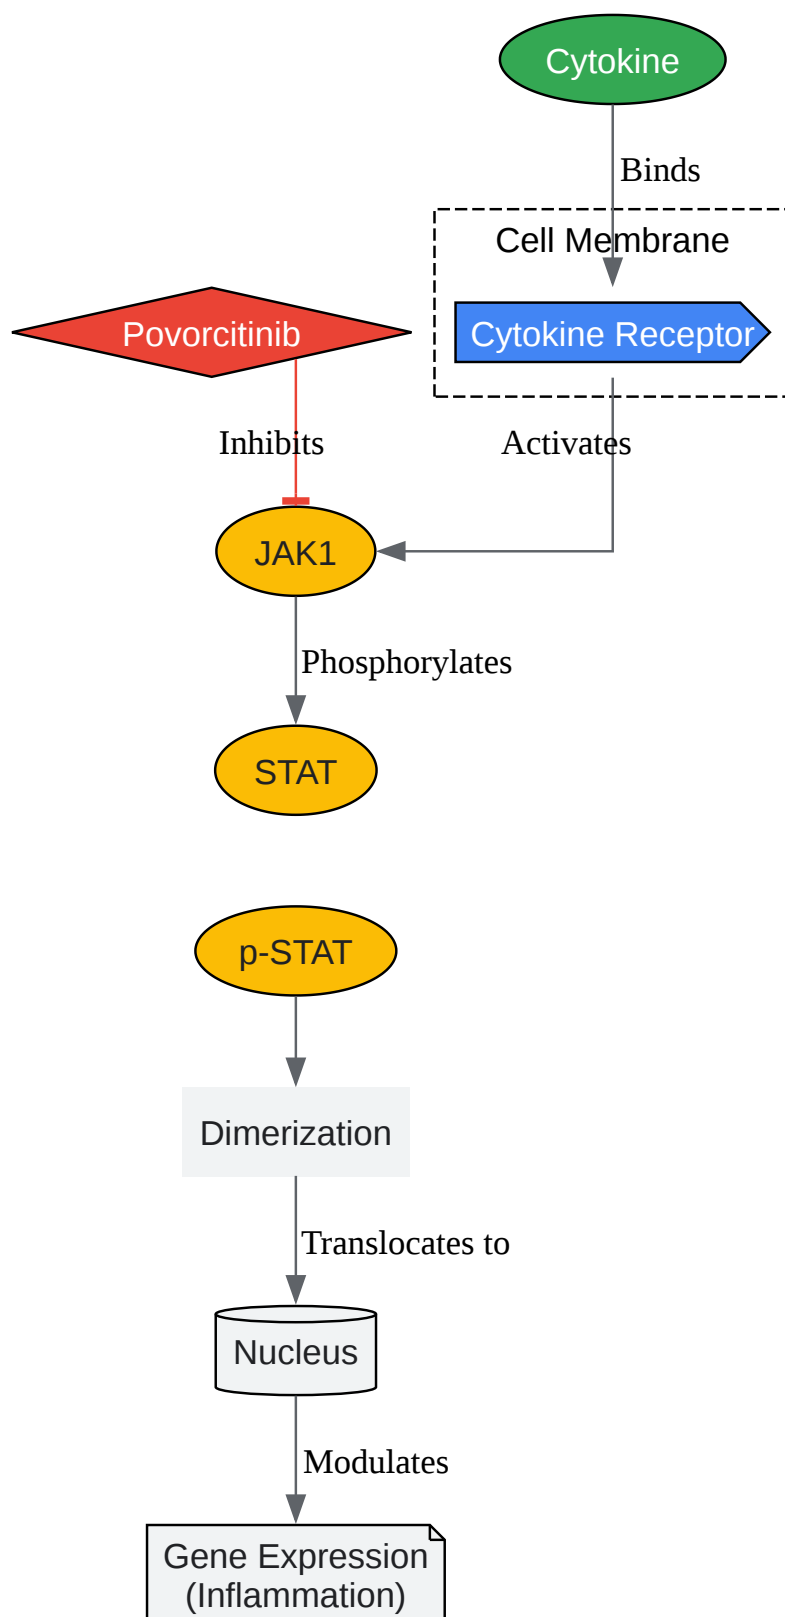 Cytokine
Binds
Cell Membrane
Povorcitinib
Cytokine Receptor
Inhibits
Activates
JAK1
Phosphorylates
STAT
p-STAT
Dimerization
Translocates to
Nucleus
Modulates
Gene Expression
(Inflammation)